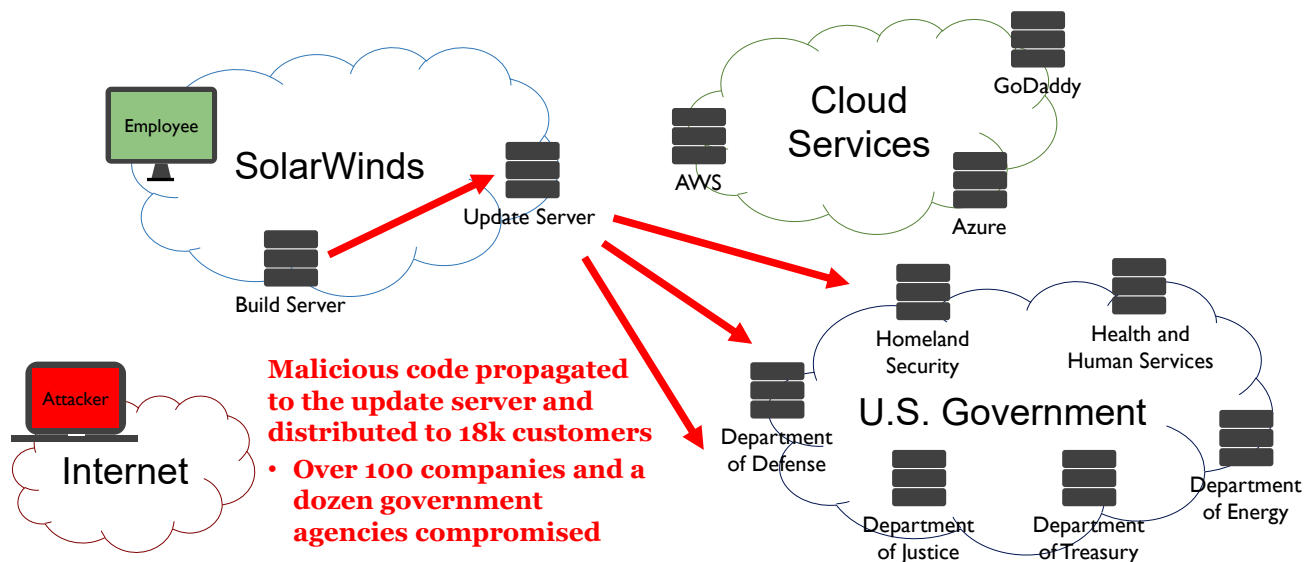 Employee
SolarWinds
Update Server
Build Server
Cloud
Services
GoDaddy
AWS
Azure
Attacker
Internet
Malicious code propagated
to the update server and
distributed to 18k customers
• Over 100 companies and a
dozen government
agencies compromised
Homeland
Security
Health and
Human Services
U.S. Government
Department
of Defense
Department
of Justice
Department
of Treasury
Department
of Energy